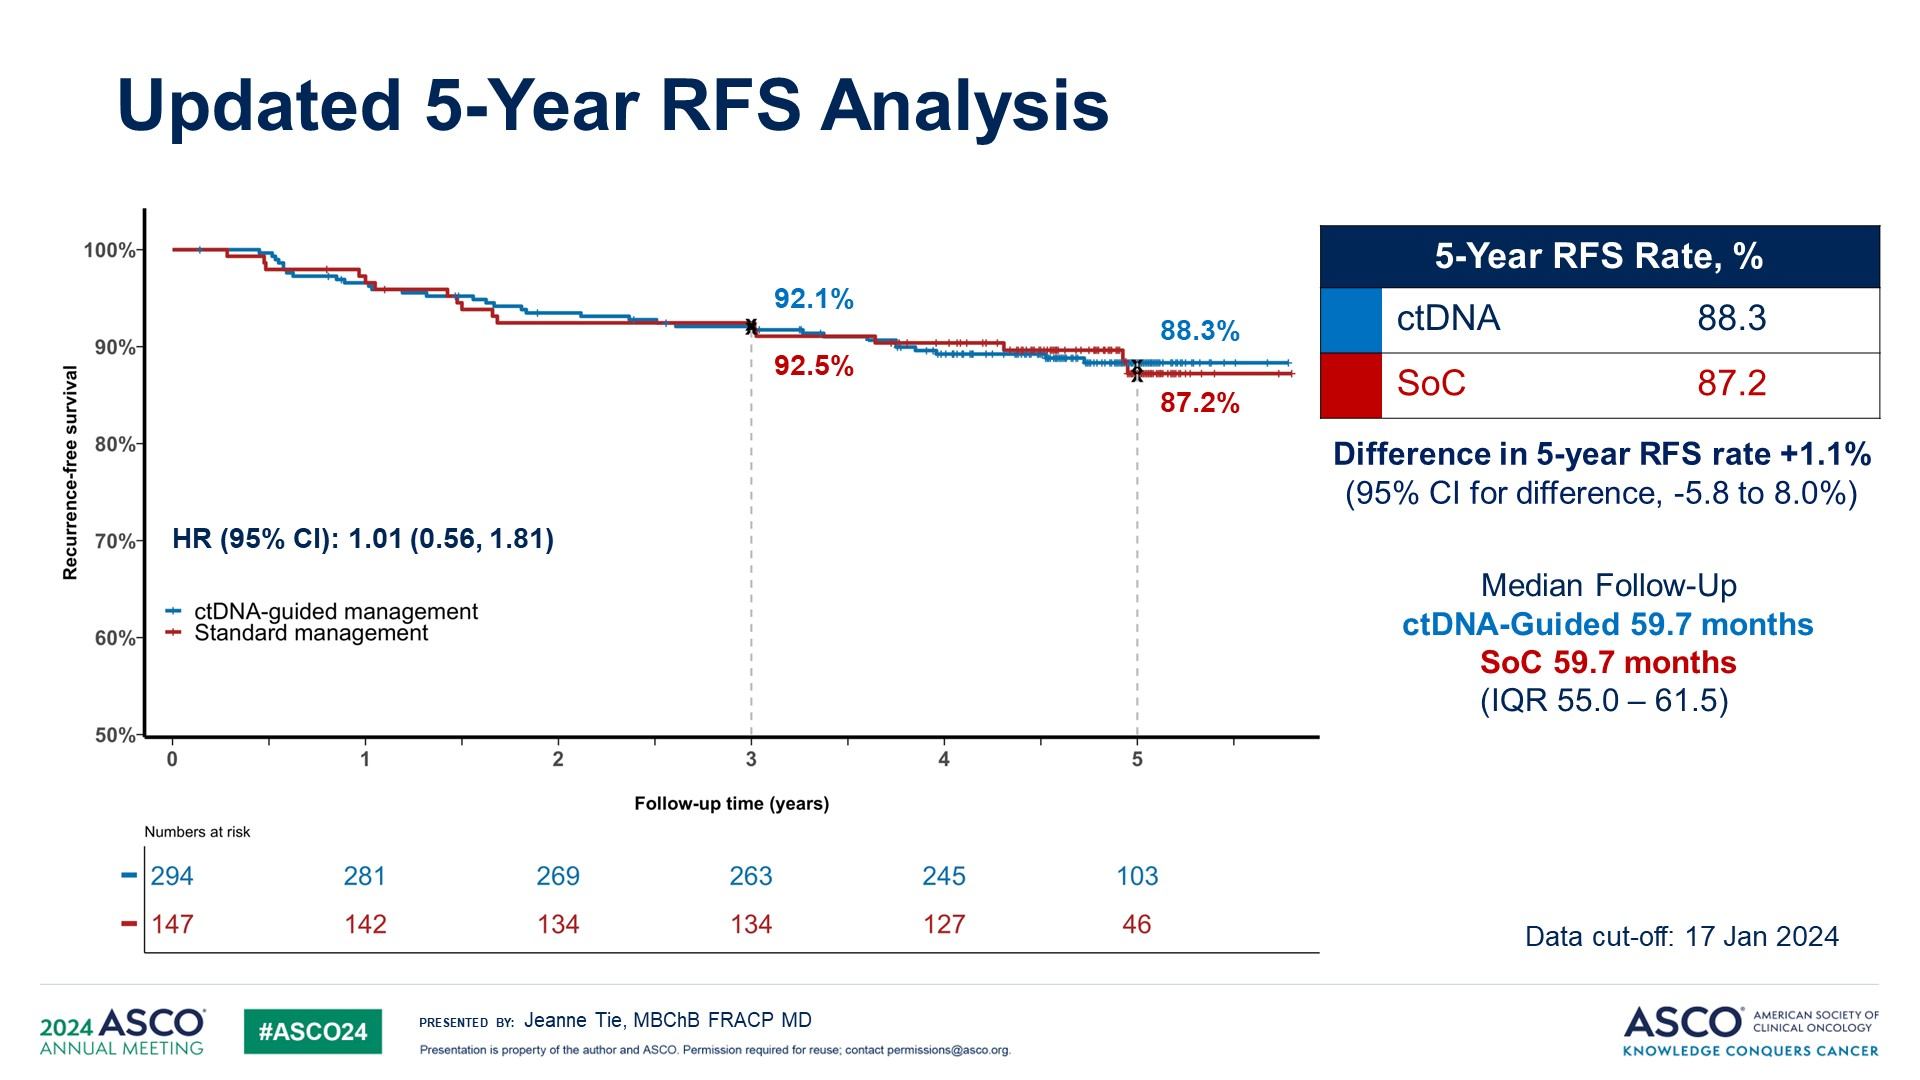 Updated 5-Year RFS Analysis
100%
90%
80%
70%
60%
50%
Recurrence-free survival
92.1%
92.5%
88.3%
87.2%
HR (95% CI): 1.01 (0.56, 1.81)
ctDNA-guided management
Standard management
0 1 2 3 4 5
Follow-up time (years)
Numbers at risk
294 281 269 263 245 103
147 142 134 134 127 46
5-Year RFS Rate, %
ctDNA 88.3
SoC 87.2
Difference in 5-year RFS rate +1.1%
(95% CI for difference, -5.8 to 8.0%)
Median Follow-Up
ctDNA-Guided 59.7 months
SoC 59.7 months
(IQR 55.0 – 61.5)
Data cut-off: 17 Jan 2024
2024 ASCO
ANNUAL MEETING
#ASCO24
PRESENTED BY: Jeanne Tie, MBChB FRACP MD
Presentation is property of the author and ASCO. Permission required for reuse; contact permissions@asco.org.
ASCO AMERICAN SOCIETY OF
CLINICAL ONCOLOGY
KNOWLEDGE CONQUERS CANCER